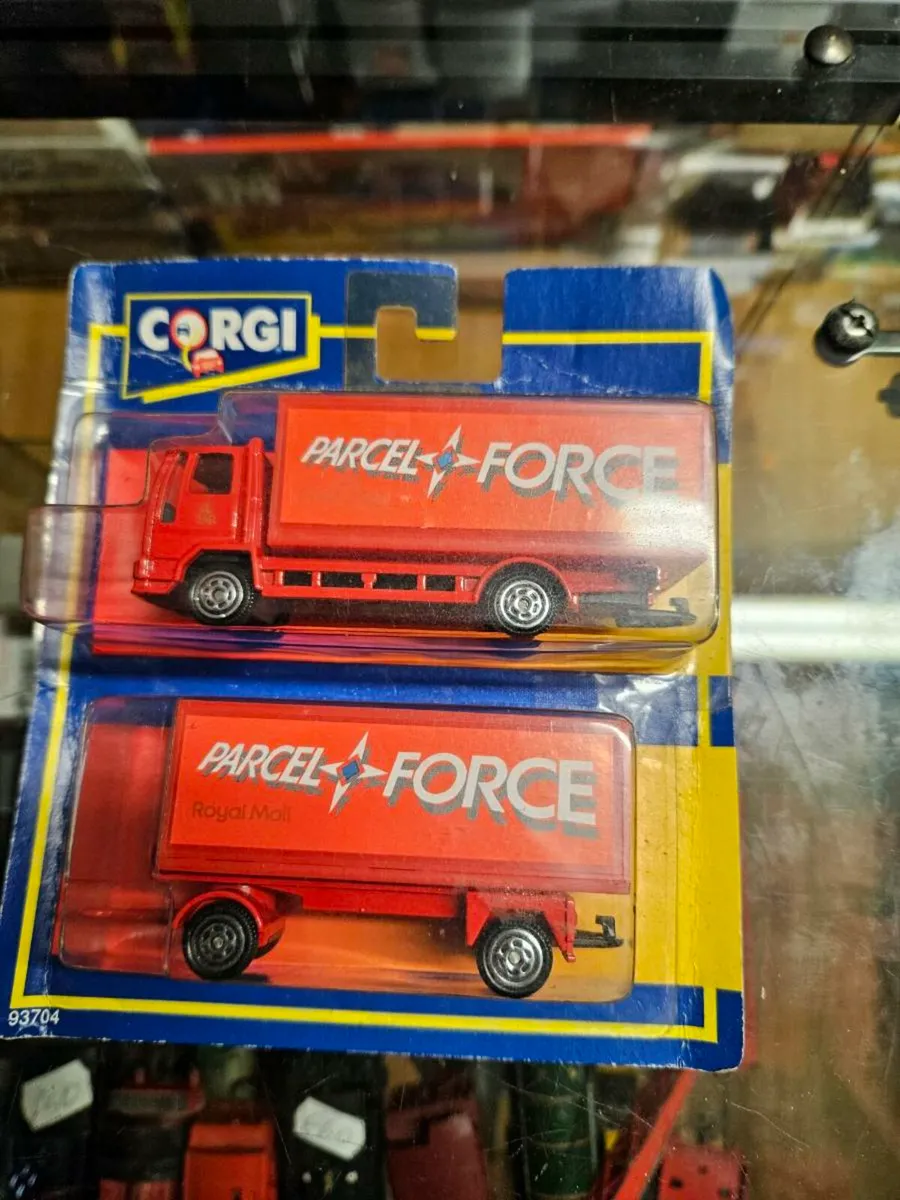 CORGI
PARCEL FORCE
PARCEL FORCE
Royal Mail
93704